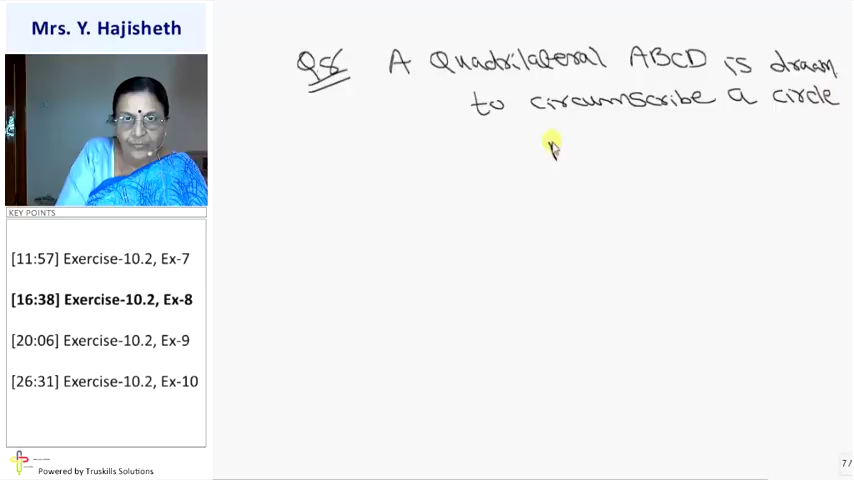 Mrs. Y. Hajisheth
Q8 A Quadrilateral ABCD is drawn
to circumscribe a circle
KEY POINTS
[11:57] Exercise-10.2, Ex-7
[16:38] Exercise-10.2, Ex-8
[20:06] Exercise-10.2, Ex-9
[26:31] Exercise-10.2, Ex-10
Powered by Truskills Solutions
7/